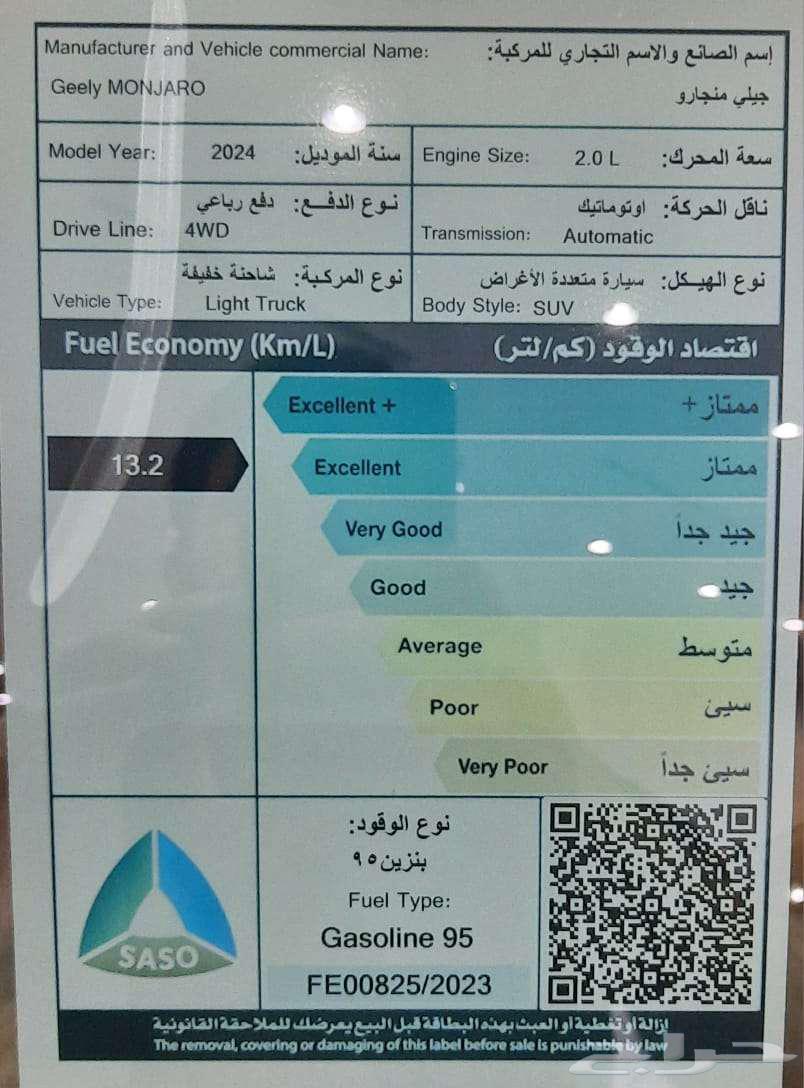 Manufacturer and Vehicle commercial Name: إسم الصانع والاسم التجاري للمركبة:
Geely MONJARO جيلي منجارو
Model Year: 2024 سنة الموديل:
Engine Size: 2.0 L سعة المحرك:
نوع الدفـع: دفع رباعي
Drive Line: 4WD
ناقل الحركة: اوتوماتيك
Transmission: Automatic
نوع المركبة: شاحنة خفيفة
Vehicle Type: Light Truck
نوع الهيـكل: سيارة متعددة الأغراض
Body Style: SUV
Fuel Economy (Km/L) اقتصاد الوقود (كم/لتر)
Excellent + ممتاز +
13.2
Excellent ممتاز
Very Good جيد جداً
Good جيد
Average متوسط
Poor سيئ
Very Poor سيئ جداً
SASO
نوع الوقود:
بنزين ٩٥
Fuel Type:
Gasoline 95
FE00825/2023
إزالة أو تغطية أو العبث بهذه البطاقة قبل البيع يعرضك للملاحقة القانونية
The removal, covering or damaging of this label before sale is punishable by law
حراج